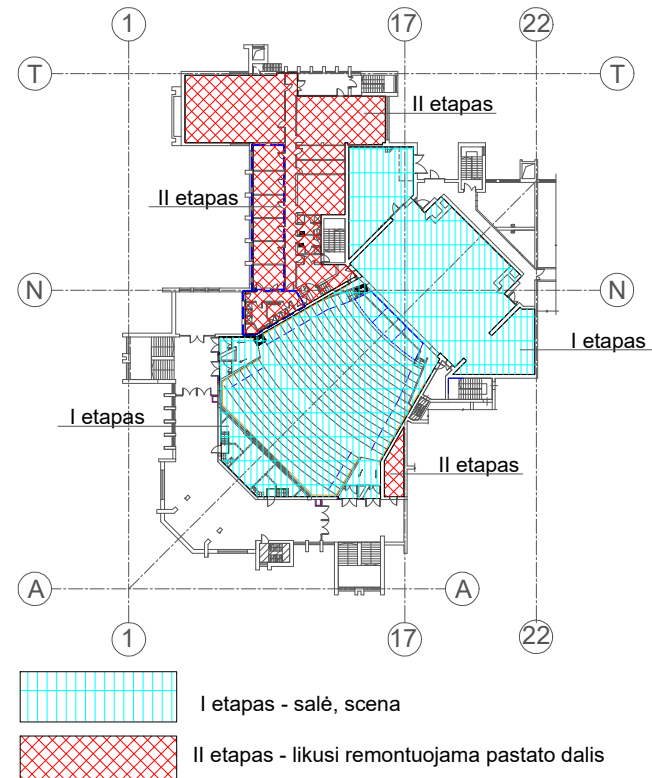 1
17
22
T
T
II etapas
II etapas
N
N
I etapas
I etapas
II etapas
A
A
1
17
22
I etapas - salė, scena
II etapas - likusi remontuojama pastato dalis